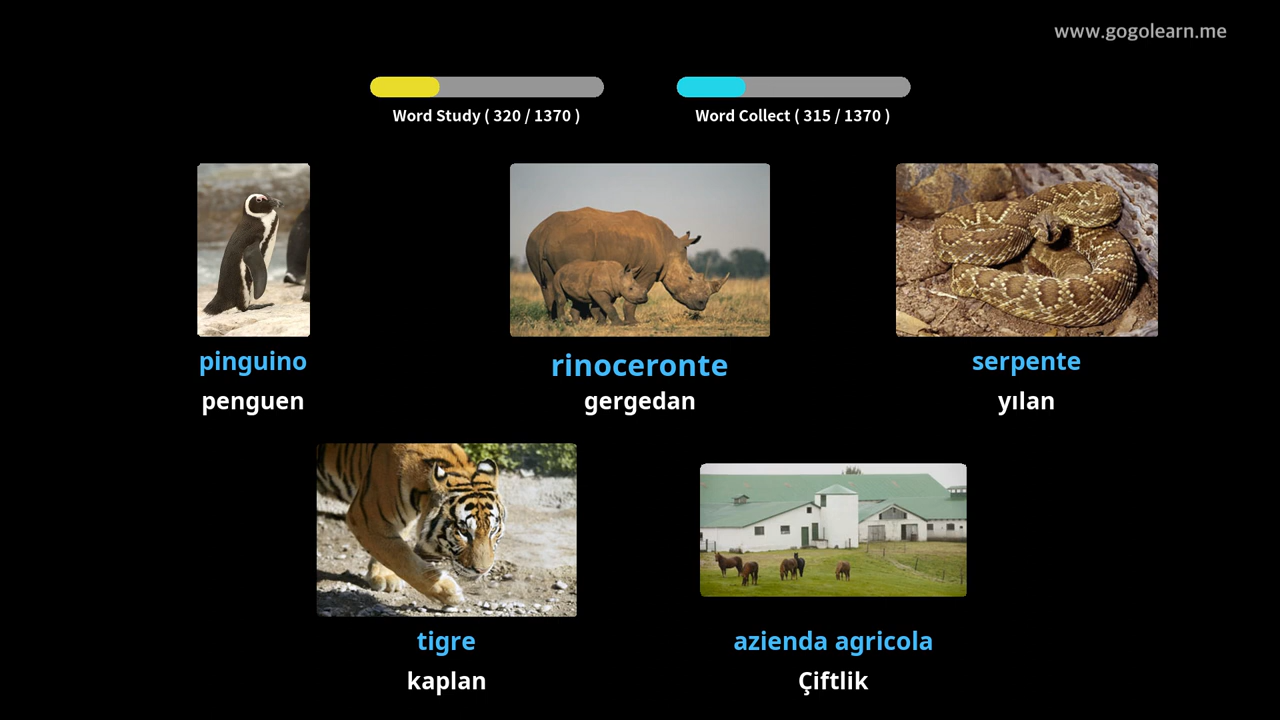 www.gogolearn.me
Word Study ( 320 / 1370 )
Word Collect ( 315 / 1370 )
pinguino
penguen
rinoceronte
gergedan
serpente
yılan
tigre
kaplan
azienda agricola
Çiftlik